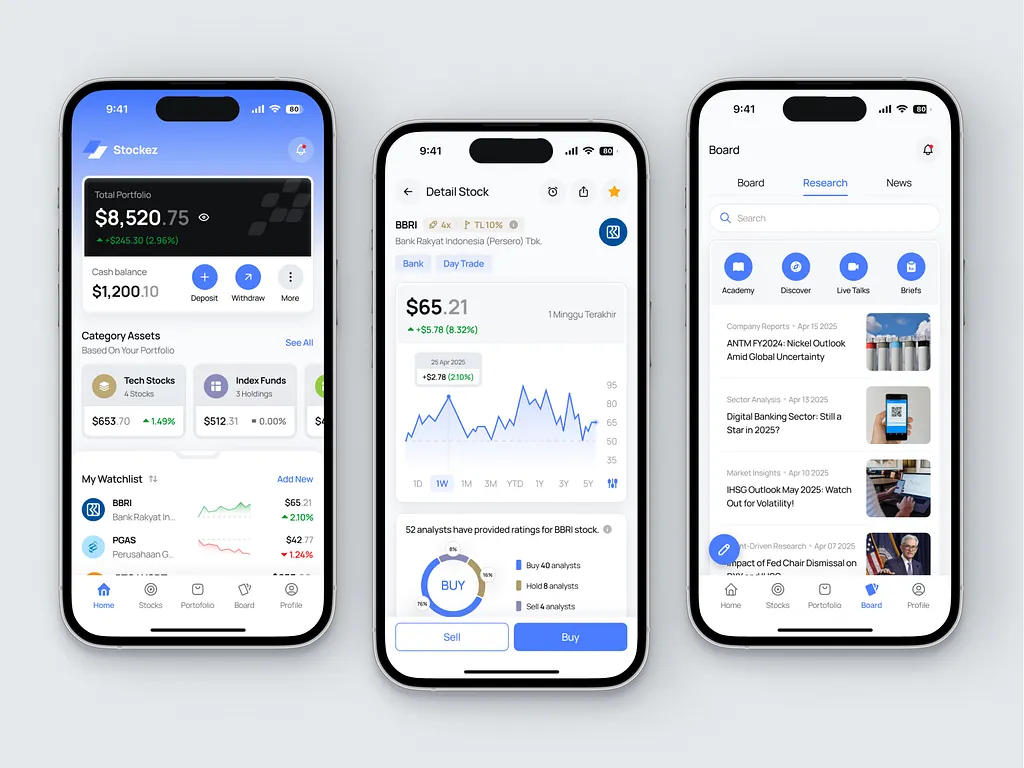 9:41
80
Stockez
Total Portfolio
$8,520.75
+$245.30 (2.96%)
Cash balance
$1,200.10
Deposit
Withdraw
More
Category Assets
Based On Your Portfolio
See All
Tech Stocks
4 Stocks
$653.70
1.49%
Index Funds
3 Holdings
$512.31
0.00%
My Watchlist
Add New
BBRI
Bank Rakyat In...
$65.21
2.10%
PGAS
Perusahaan G...
$42.77
1.24%
Home
Stocks
Portofolio
Board
Profile
9:41
80
Detail Stock
BBRI
4x
TL 10%
Bank Rakyat Indonesia (Persero) Tbk.
Bank
Day Trade
$65.21
+$5.78 (8.32%)
1 Minggu Terakhir
25 Apr 2025
+$2.78 (2.10%)
95
80
65
50
35
1D 1W 1M 3M YTD 1Y 3Y 5Y
52 analysts have provided ratings for BBRI stock.
8%
16%
76%
BUY
Buy 40 analysts
Hold 8 analysts
Sell 4 analysts
Sell
Buy
9:41
80
Board
Board
Research
News
Search
Academy
Discover
Live Talks
Briefs
Company Reports • Apr 15 2025
ANTM FY2024: Nickel Outlook
Amid Global Uncertainty
Sector Analysis • Apr 13 2025
Digital Banking Sector: Still a
Star in 2025?
Market Insights • Apr 10 2025
IHSG Outlook May 2025: Watch
Out for Volatility!
nt-Driven Research • Apr 07 2025
Impact of Fed Chair Dismissal on
Home
Stocks
Portofolio
Board
Profile